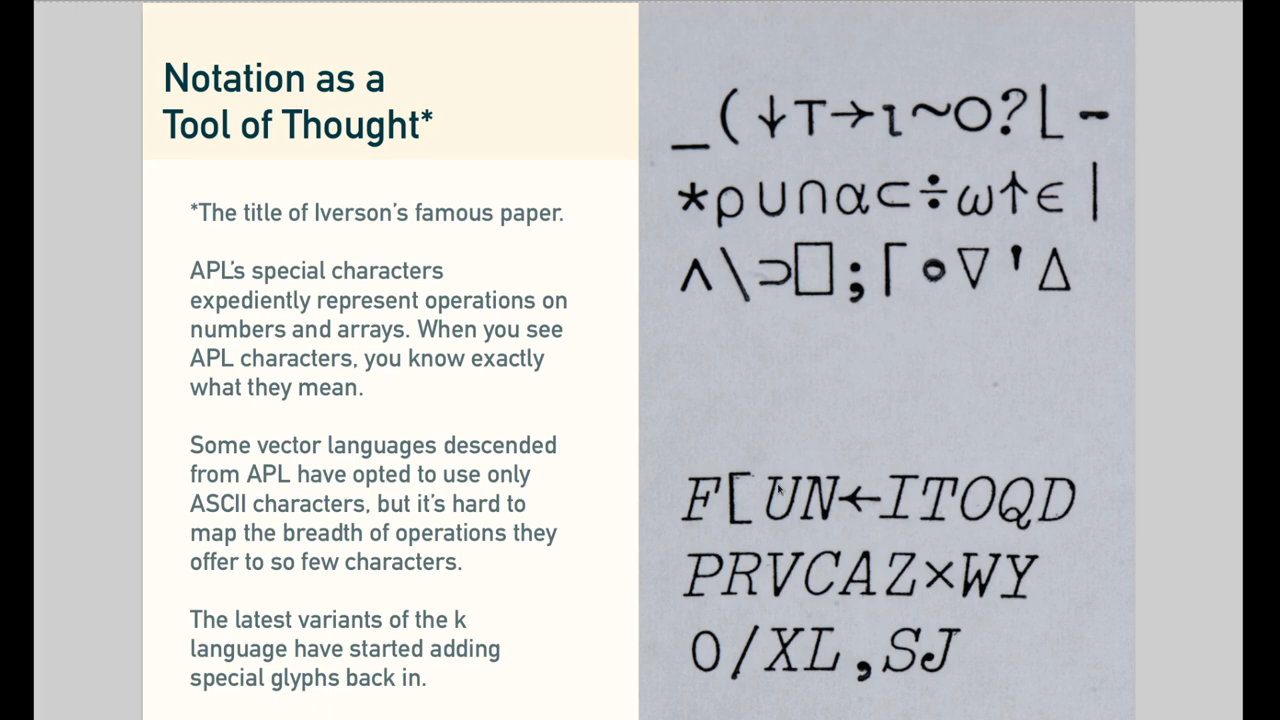 Notation as a
Tool of Thought*
*The title of Iverson's famous paper.
APL's special characters
expediently represent operations on
numbers and arrays. When you see
APL characters, you know exactly
what they mean.
Some vector languages descended
from APL have opted to use only
ASCII characters, but it's hard to
map the breadth of operations they
offer to so few characters.
The latest variants of the k
language have started adding
special glyphs back in.
_(↓⊤→⍳~○?⌊-
*⍴∪∩⍺⊂÷⍵↑∊|
∧\⊃⎕;⌈∘∇'∆
F[UN←ITOQD
PRVCAZ×WY
0/XL,SJ